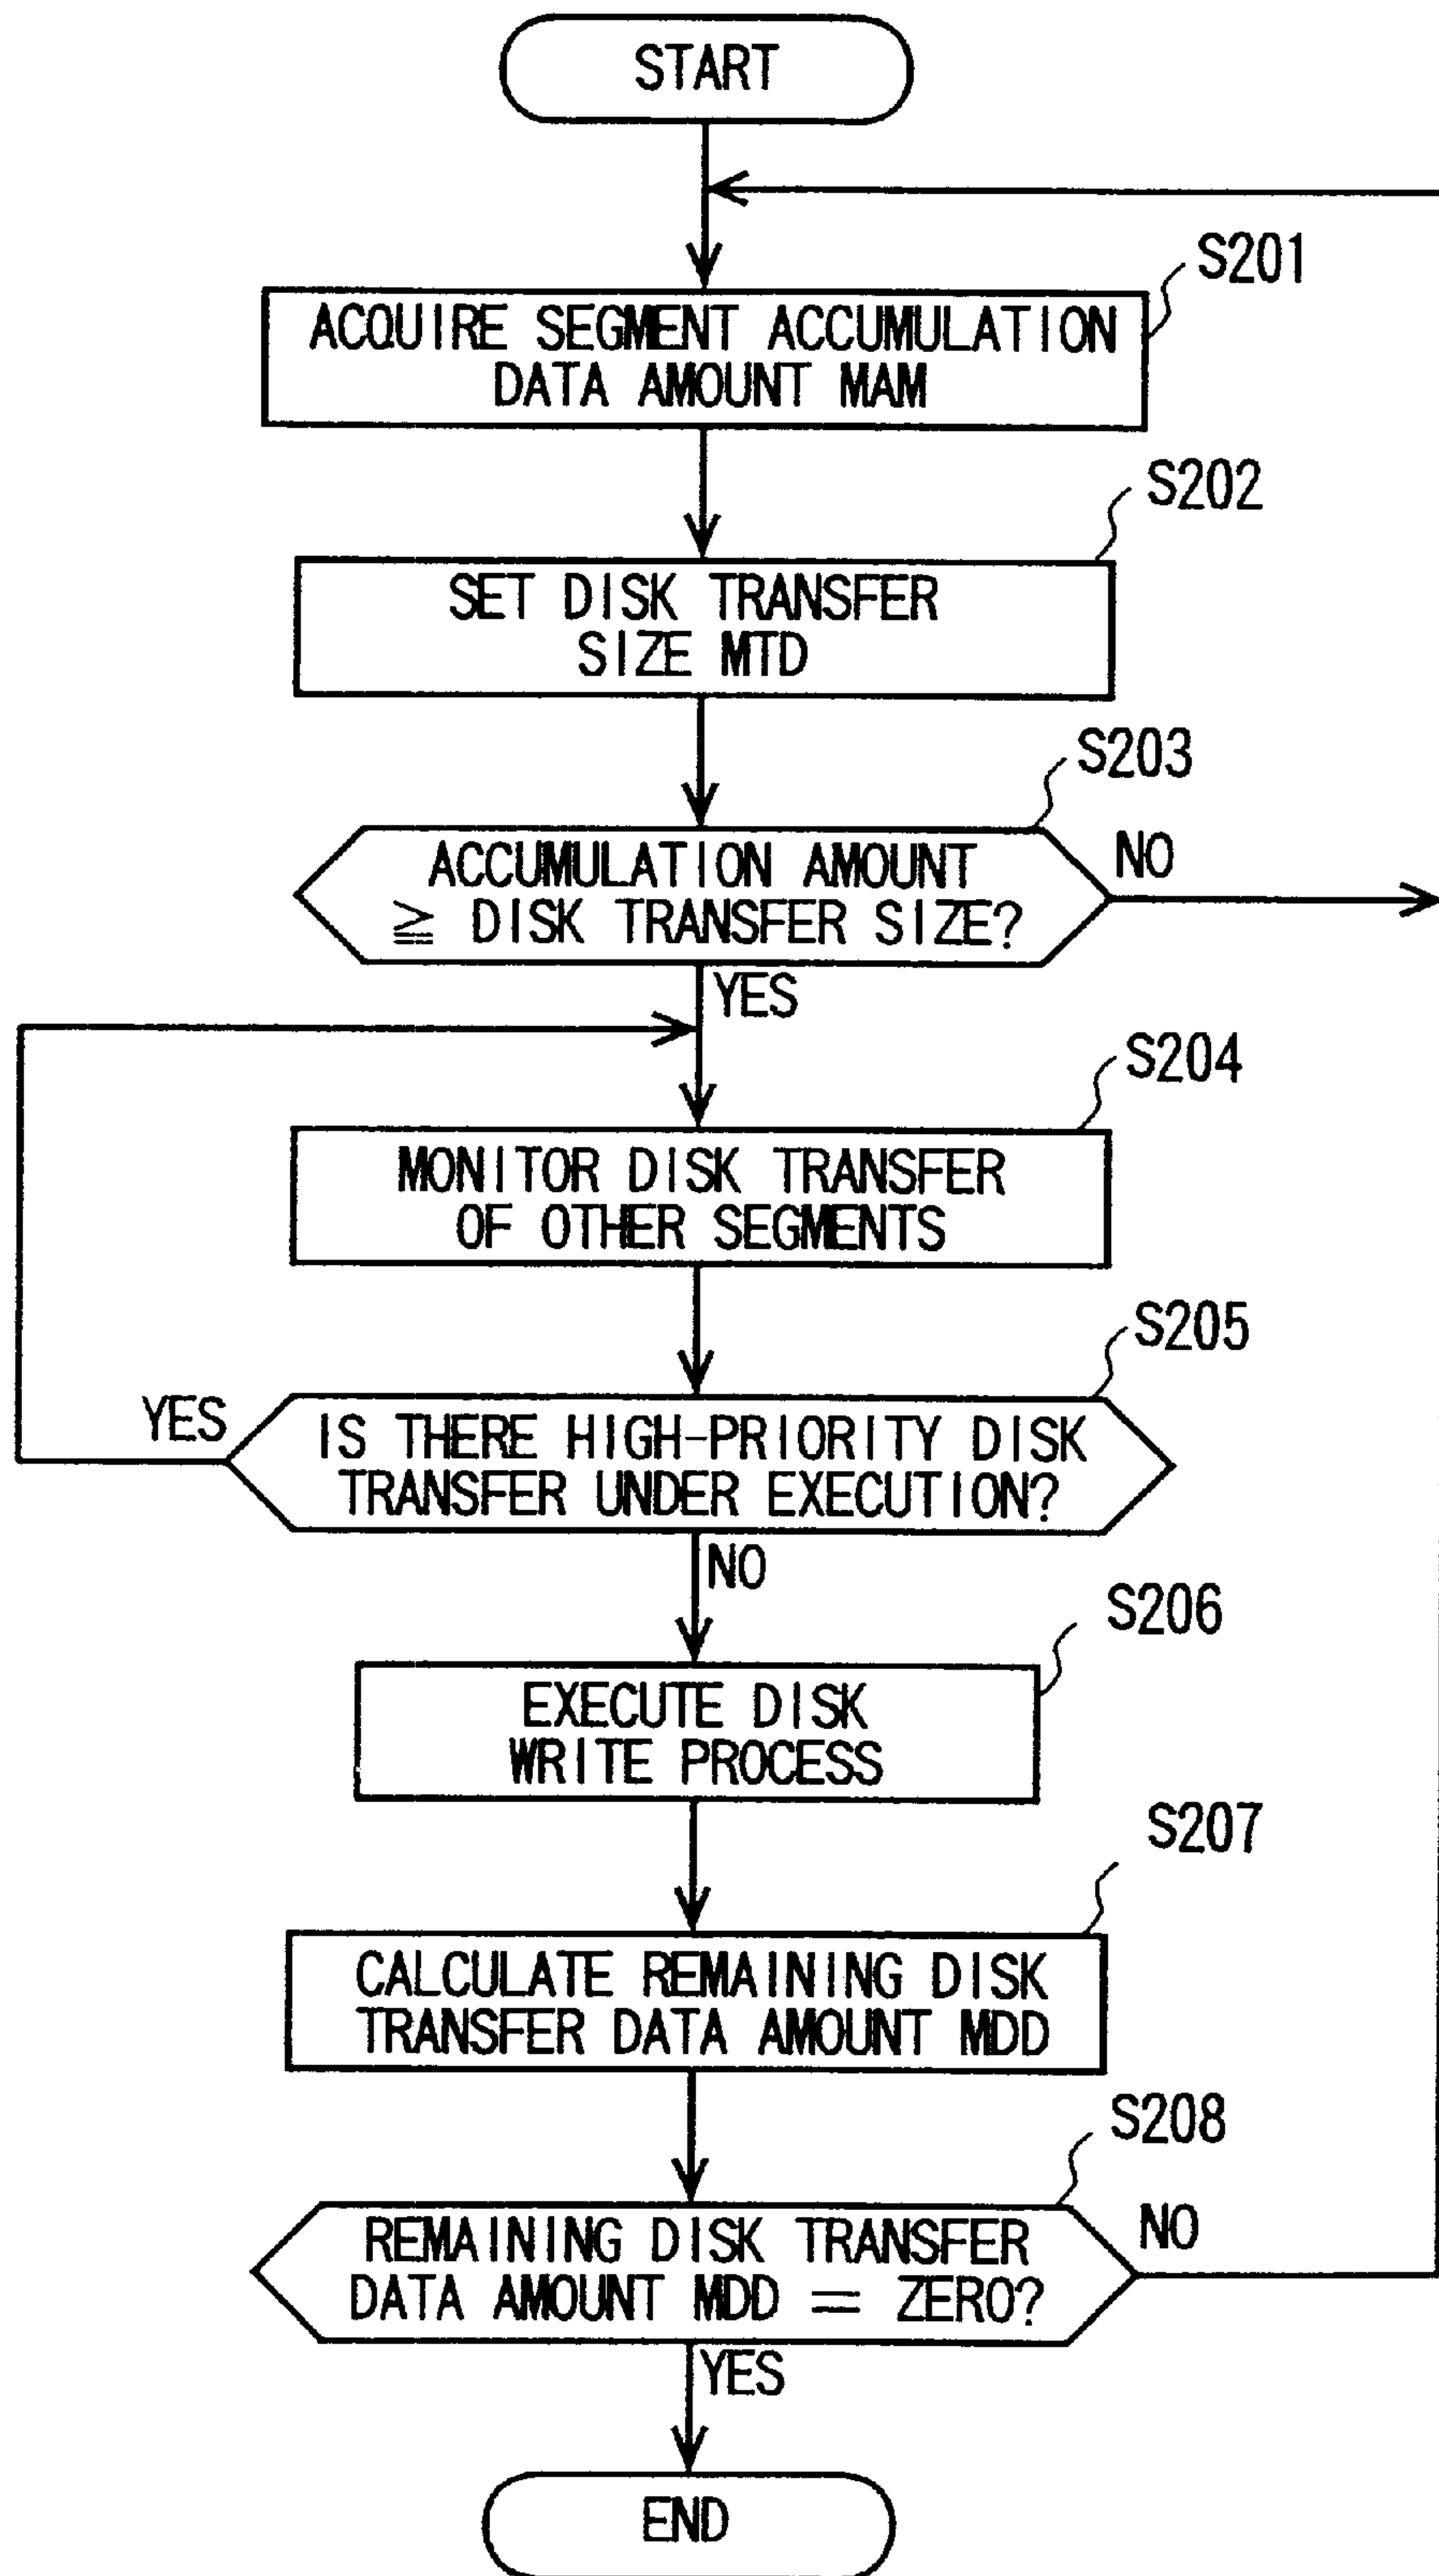 START
S201
ACQUIRE SEGMENT ACCUMULATION
DATA AMOUNT MAM
S202
SET DISK TRANSFER
SIZE MTD
S203
ACCUMULATION AMOUNT
≧ DISK TRANSFER SIZE?
NO
YES
S204
MONITOR DISK TRANSFER
OF OTHER SEGMENTS
S205
YES
IS THERE HIGH-PRIORITY DISK
TRANSFER UNDER EXECUTION?
NO
S206
EXECUTE DISK
WRITE PROCESS
S207
CALCULATE REMAINING DISK
TRANSFER DATA AMOUNT MDD
S208
REMAINING DISK TRANSFER
DATA AMOUNT MDD = ZERO?
NO
YES
END